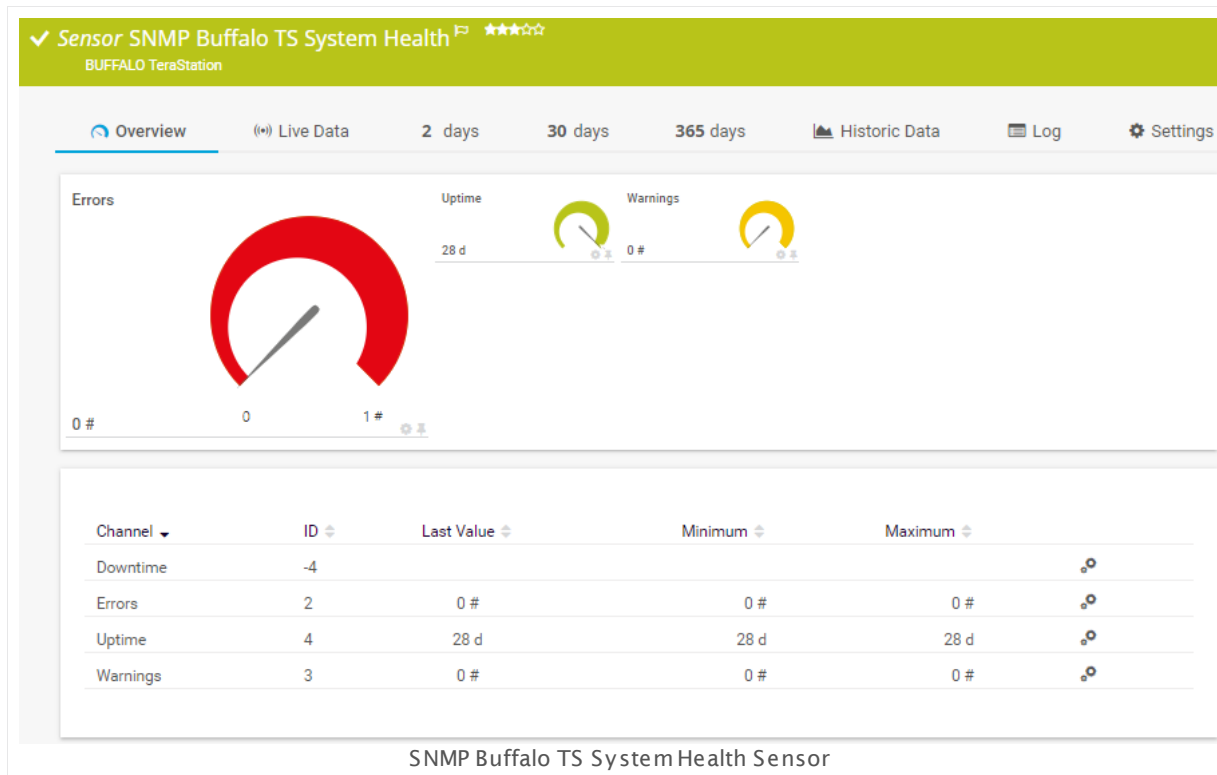 Sensor SNMP Buffalo TS System Health
BUFFALO TeraStation
Overview Live Data 2 days 30 days 365 days Historic Data Log Settings
Errors
0 #
0 1 #
Uptime
28 d
Warnings
0 #
Channel ID Last Value Minimum Maximum
Downtime -4
Errors 2 0 # 0 # 0 #
Uptime 4 28 d 28 d 28 d
Warnings 3 0 # 0 # 0 #
SNMP Buffalo TS System Health Sensor